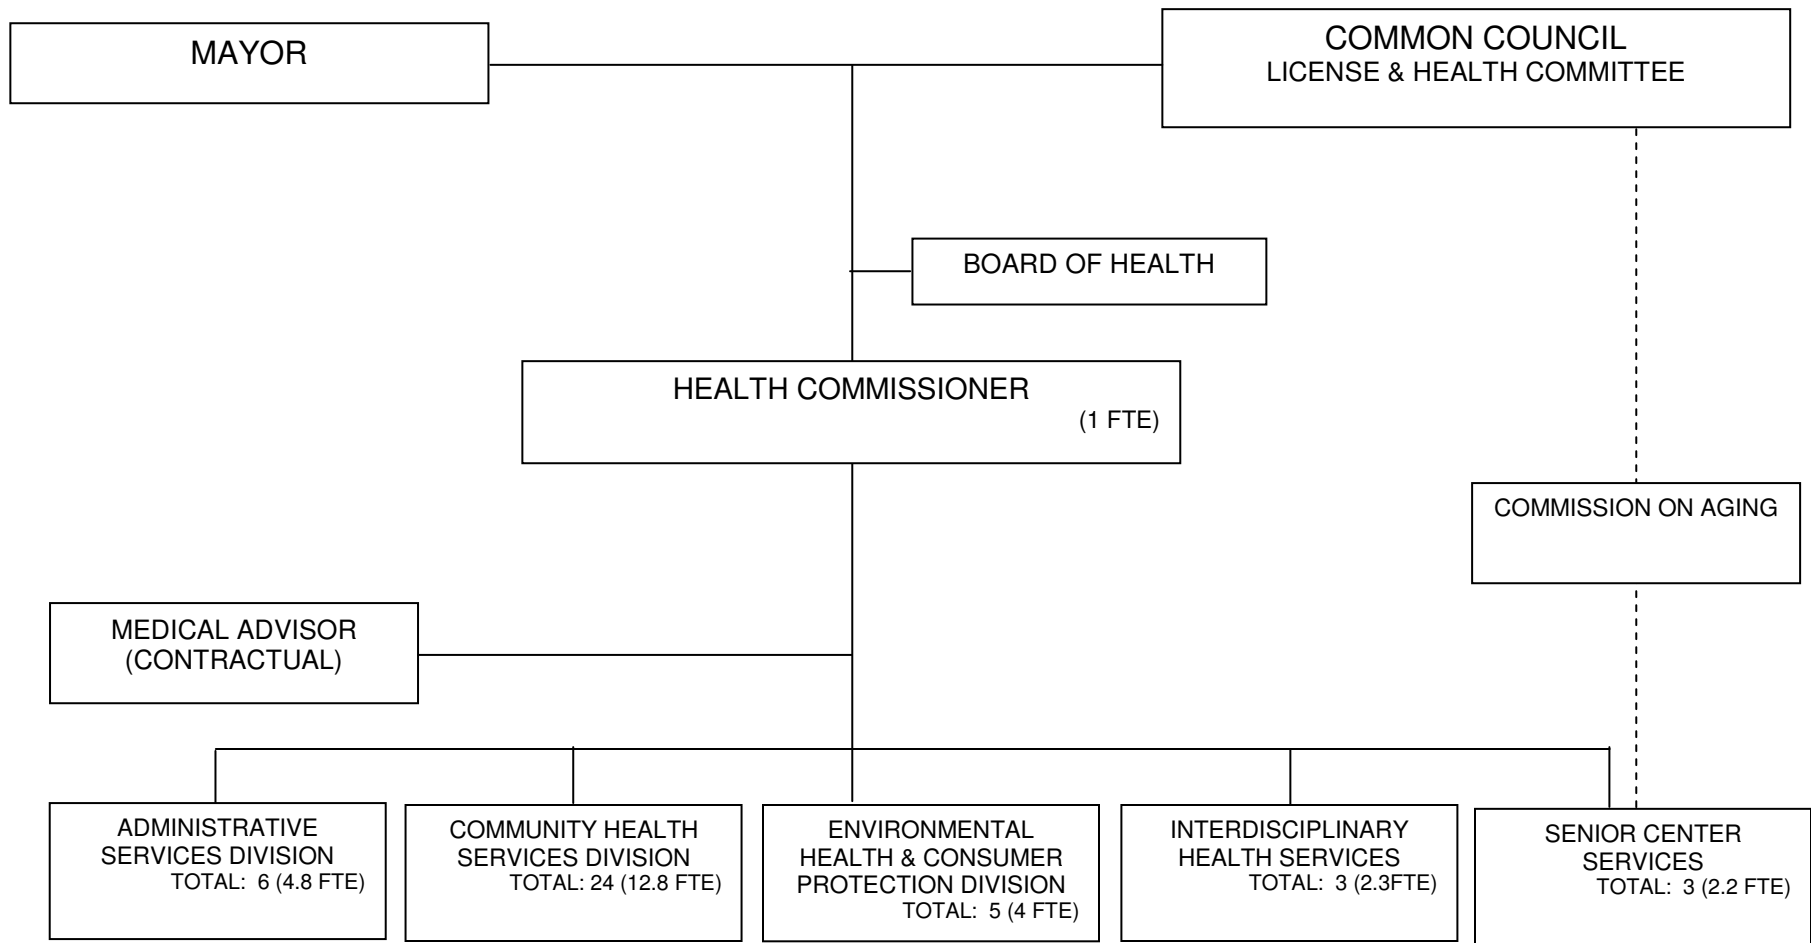 MAYOR
COMMON COUNCIL
LICENSE & HEALTH COMMITTEE
BOARD OF HEALTH
HEALTH COMMISSIONER
(1 FTE)
COMMISSION ON AGING
MEDICAL ADVISOR
(CONTRACTUAL)
ADMINISTRATIVE
SERVICES DIVISION
TOTAL: 6 (4.8 FTE)
COMMUNITY HEALTH
SERVICES DIVISION
TOTAL: 24 (12.8 FTE)
ENVIRONMENTAL
HEALTH & CONSUMER
PROTECTION DIVISION
TOTAL: 5 (4 FTE)
INTERDISCIPLINARY
HEALTH SERVICES
TOTAL: 3 (2.3FTE)
SENIOR CENTER
SERVICES
TOTAL: 3 (2.2 FTE)